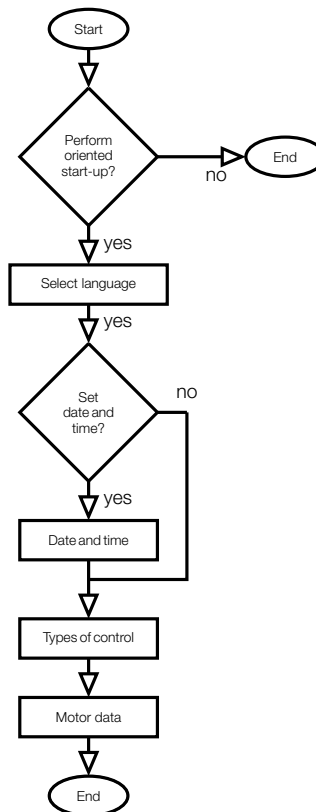 Start
Perform
oriented
start-up?
End
no
yes
Select language
yes
Set
date and
time?
no
yes
Date and time
Types of control
Motor data
End